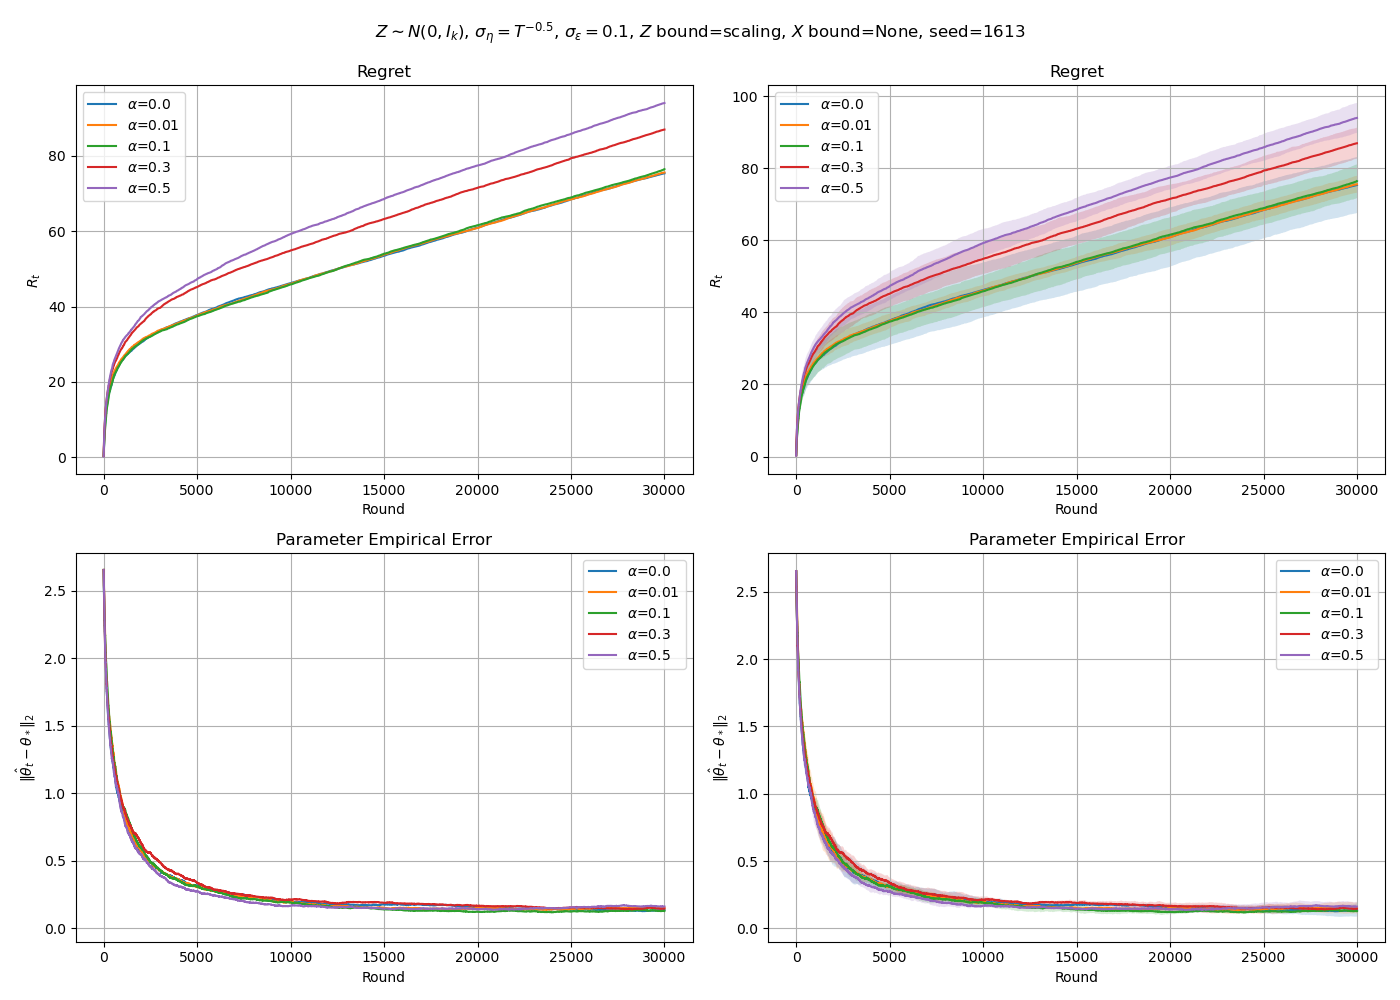 Z ∼ N(0, I_k), σ_η = T^{−0.5}, σ_ε = 0.1, Z bound=scaling, X bound=None, seed=1613
Regret
α=0.0
α=0.01
α=0.1
α=0.3
α=0.5
80
60
40
20
0
R_t
0 5000 10000 15000 20000 25000 30000
Round
Regret
α=0.0
α=0.01
α=0.1
α=0.3
α=0.5
100
80
60
40
20
0
R_t
0 5000 10000 15000 20000 25000 30000
Round
Parameter Empirical Error
α=0.0
α=0.01
α=0.1
α=0.3
α=0.5
2.5
2.0
1.5
1.0
0.5
0.0
‖θ̂_t − θ_*‖_2
0 5000 10000 15000 20000 25000 30000
Round
Parameter Empirical Error
α=0.0
α=0.01
α=0.1
α=0.3
α=0.5
2.5
2.0
1.5
1.0
0.5
0.0
‖θ̂_t − θ_*‖_2
0 5000 10000 15000 20000 25000 30000
Round